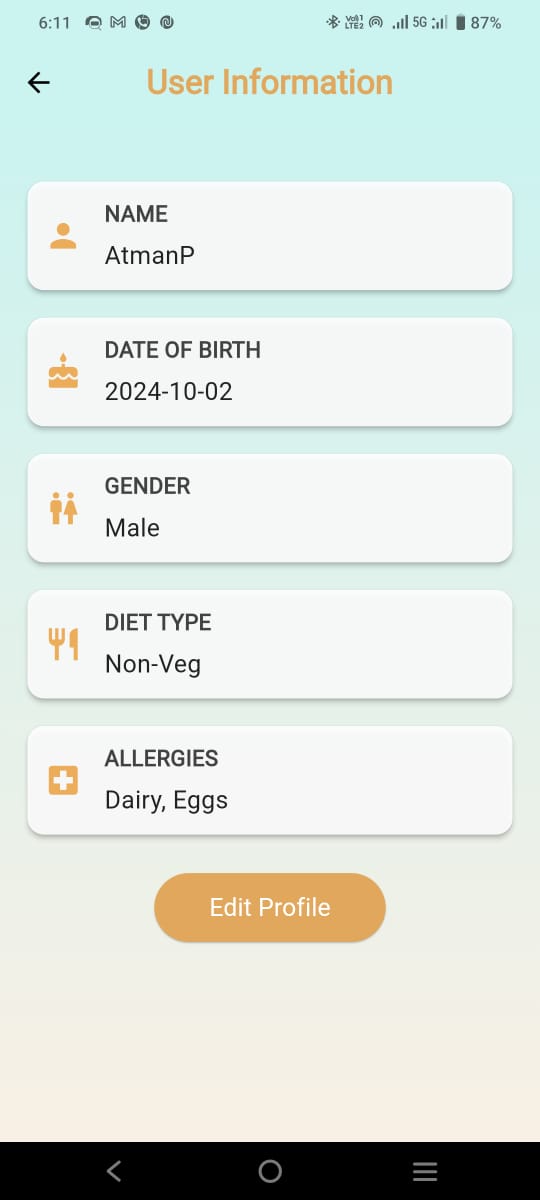 6:11
Vo)) 1
LTE2
5G
87%
User Information
NAME
AtmanP
DATE OF BIRTH
2024-10-02
GENDER
Male
DIET TYPE
Non-Veg
ALLERGIES
Dairy, Eggs
Edit Profile